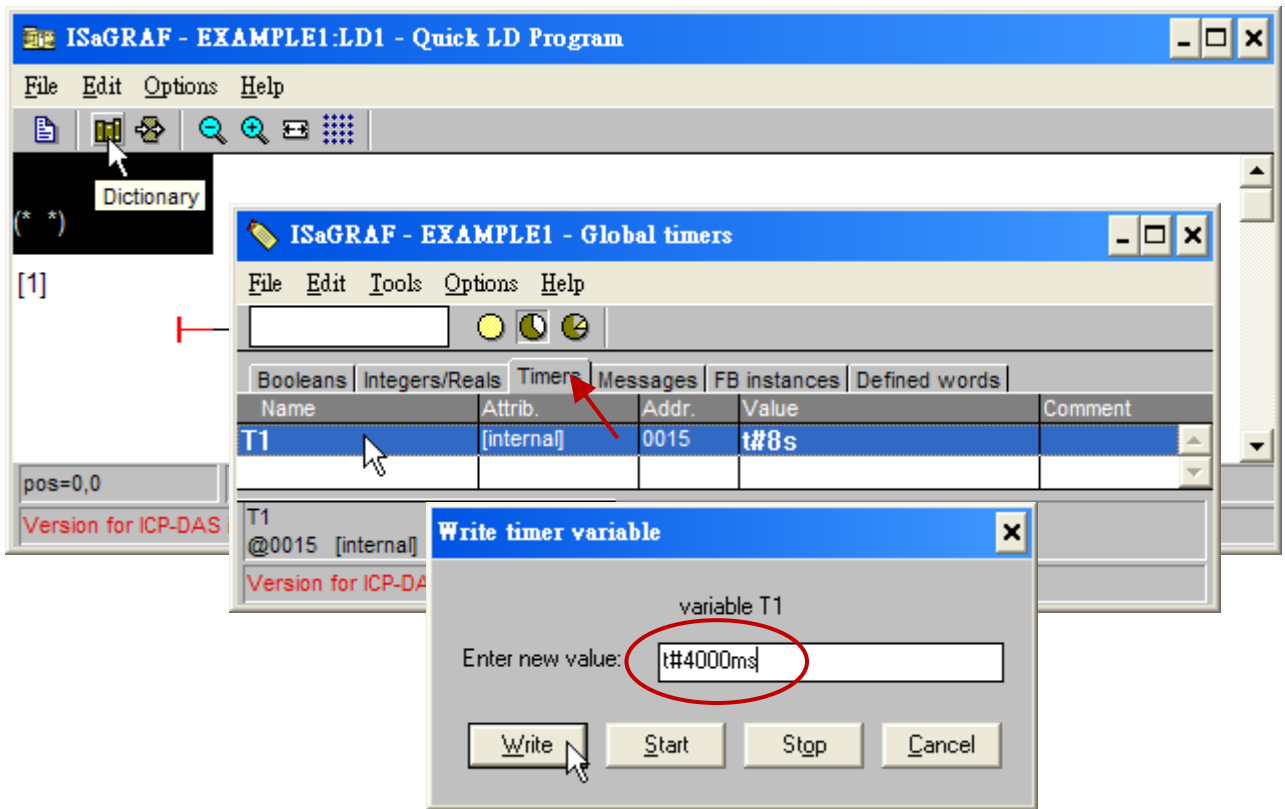 ISaGRAF - EXAMPLE1:LD1 - Quick LD Program
File Edit Options Help
Dictionary
(* *)
[1]
ISaGRAF - EXAMPLE1 - Global timers
File Edit Tools Options Help
Booleans Integers/Reals Timers Messages FB instances Defined words
Name Attrib. Addr. Value Comment
T1 [internal] 0015 t#8s
pos=0,0
Version for ICP-DAS
T1
@0015 [internal]
Version for ICP-DA
Write timer variable
variable T1
Enter new value: t#4000ms
Write Start Stop Cancel